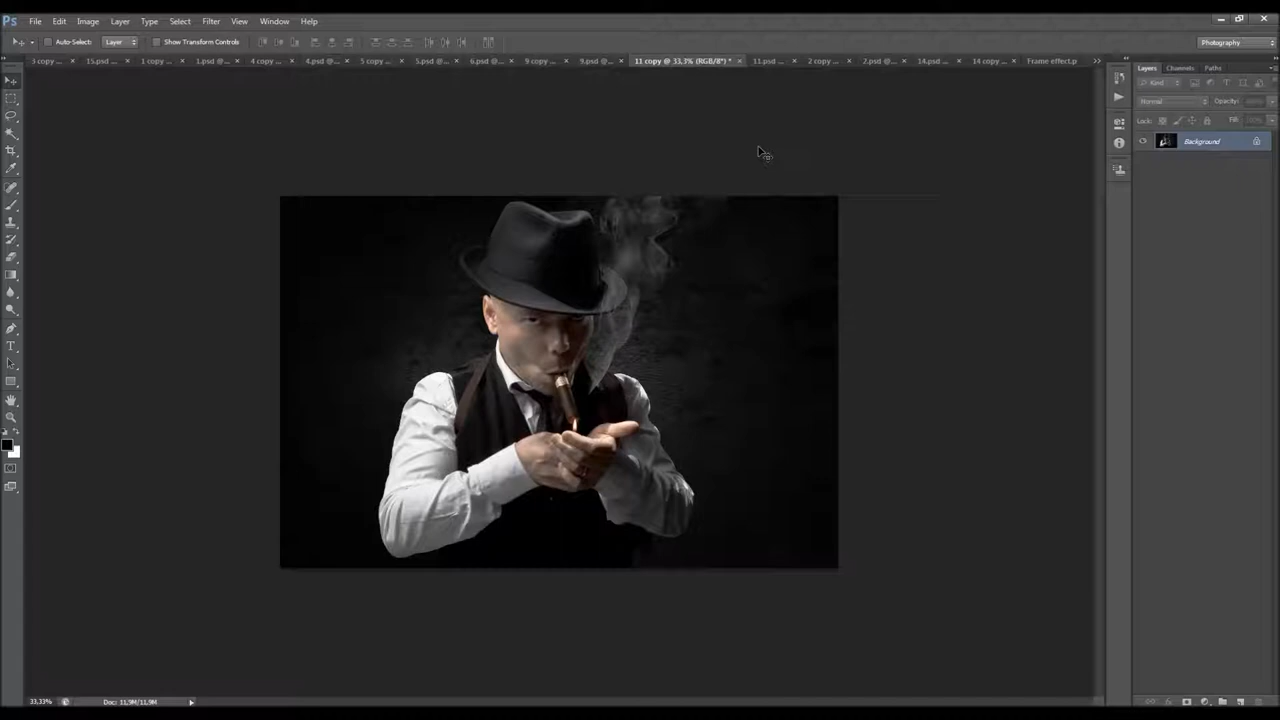 Ps File Edit Image Layer Type Select Filter View Window Help
Auto-Select: Layer Show Transform Controls Photography
3 copy ... × 15.psd ... × 1 copy ... × 1.psd @... × 4 copy ... × 4.psd @... × 5 copy ... × 5.psd @... × 6.psd @... × 9 copy ... × 9.psd @... × 11 copy @ 33,3% (RGB/8*) * × 11.psd ... × 2 copy ... × 2.psd @... × 14.psd ... × 14 copy ... × Frame effect.p »
Layers Channels Paths
Kind
Normal Opacity:
Lock: Fill:
Background
33,33% Doc: 11,9M/11,9M